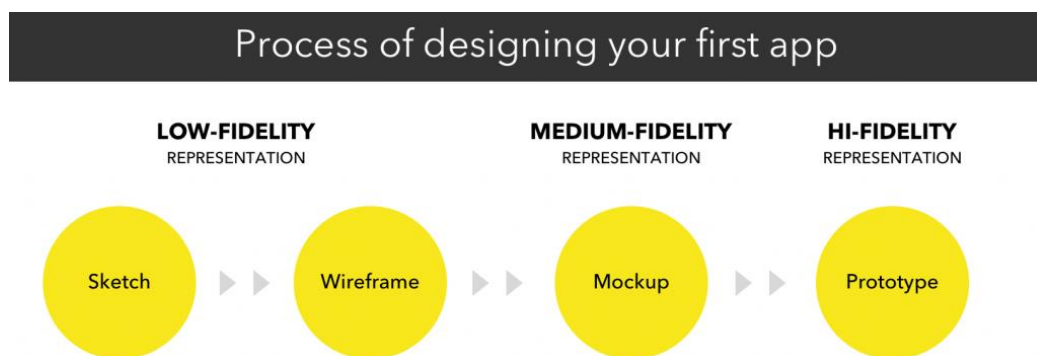 Process of designing your first app
LOW-FIDELITY
REPRESENTATION
MEDIUM-FIDELITY
REPRESENTATION
HI-FIDELITY
REPRESENTATION
Sketch
Wireframe
Mockup
Prototype